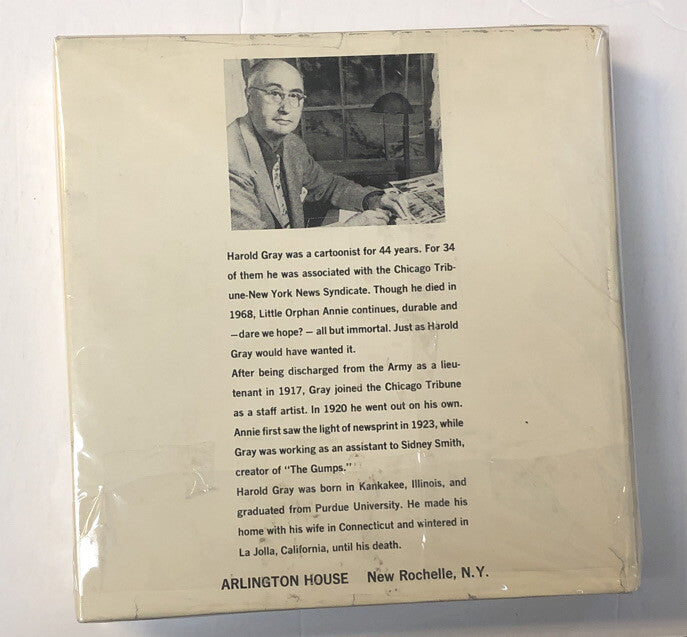 Harold Gray was a cartoonist for 44 years. For 34
of them he was associated with the Chicago Trib-
une-New York News Syndicate. Though he died in
1968, Little Orphan Annie continues, durable and
—dare we hope? — all but immortal. Just as Harold
Gray would have wanted it.
After being discharged from the Army as a lieu-
tenant in 1917, Gray joined the Chicago Tribune
as a staff artist. In 1920 he went out on his own.
Annie first saw the light of newsprint in 1923, while
Gray was working as an assistant to Sidney Smith,
creator of "The Gumps."
Harold Gray was born in Kankakee, Illinois, and
graduated from Purdue University. He made his
home with his wife in Connecticut and wintered in
La Jolla, California, until his death.
ARLINGTON HOUSE New Rochelle, N.Y.